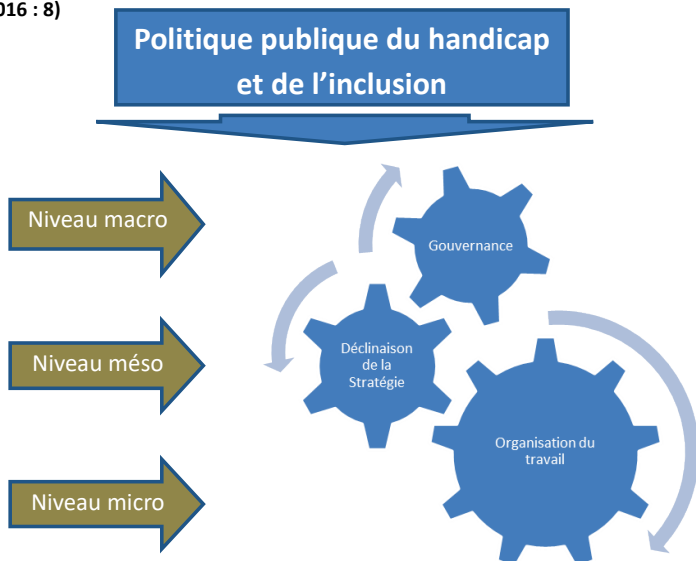 016 : 8)
Politique publique du handicap
et de l’inclusion
Niveau macro
Gouvernance
Niveau méso
Déclinaison
de la
Stratégie
Organisation du
travail
Niveau micro